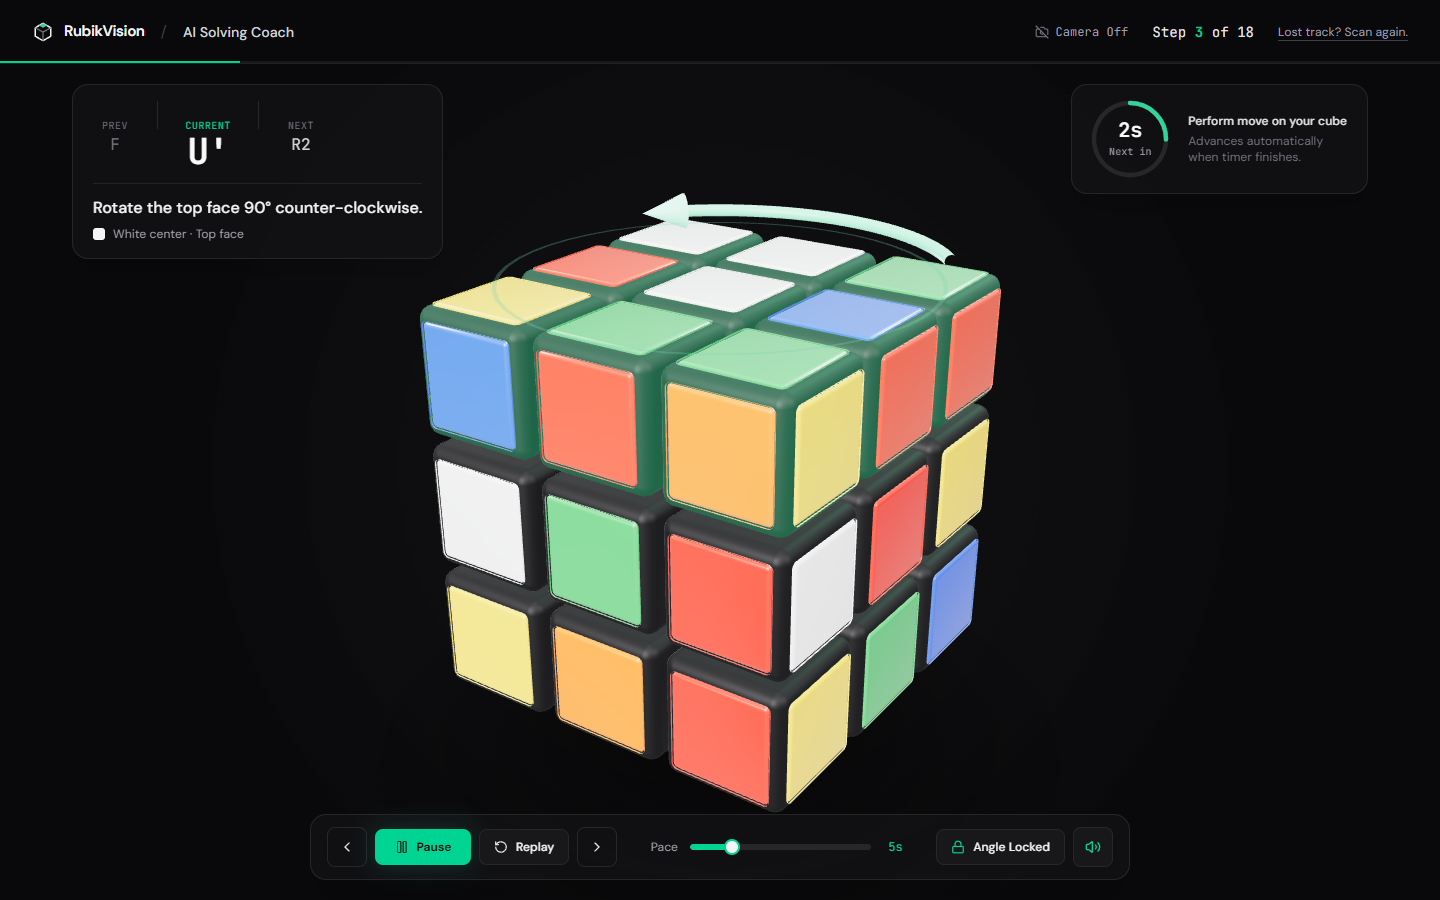 RubikVision / AI Solving Coach
Camera Off
Step 3 of 18
Lost track? Scan again.
PREV
F
CURRENT
U'
NEXT
R2
Rotate the top face 90° counter-clockwise.
White center · Top face
2s
Next in
Perform move on your cube
Advances automatically
when timer finishes.
Pause
Replay
Pace
5s
Angle Locked